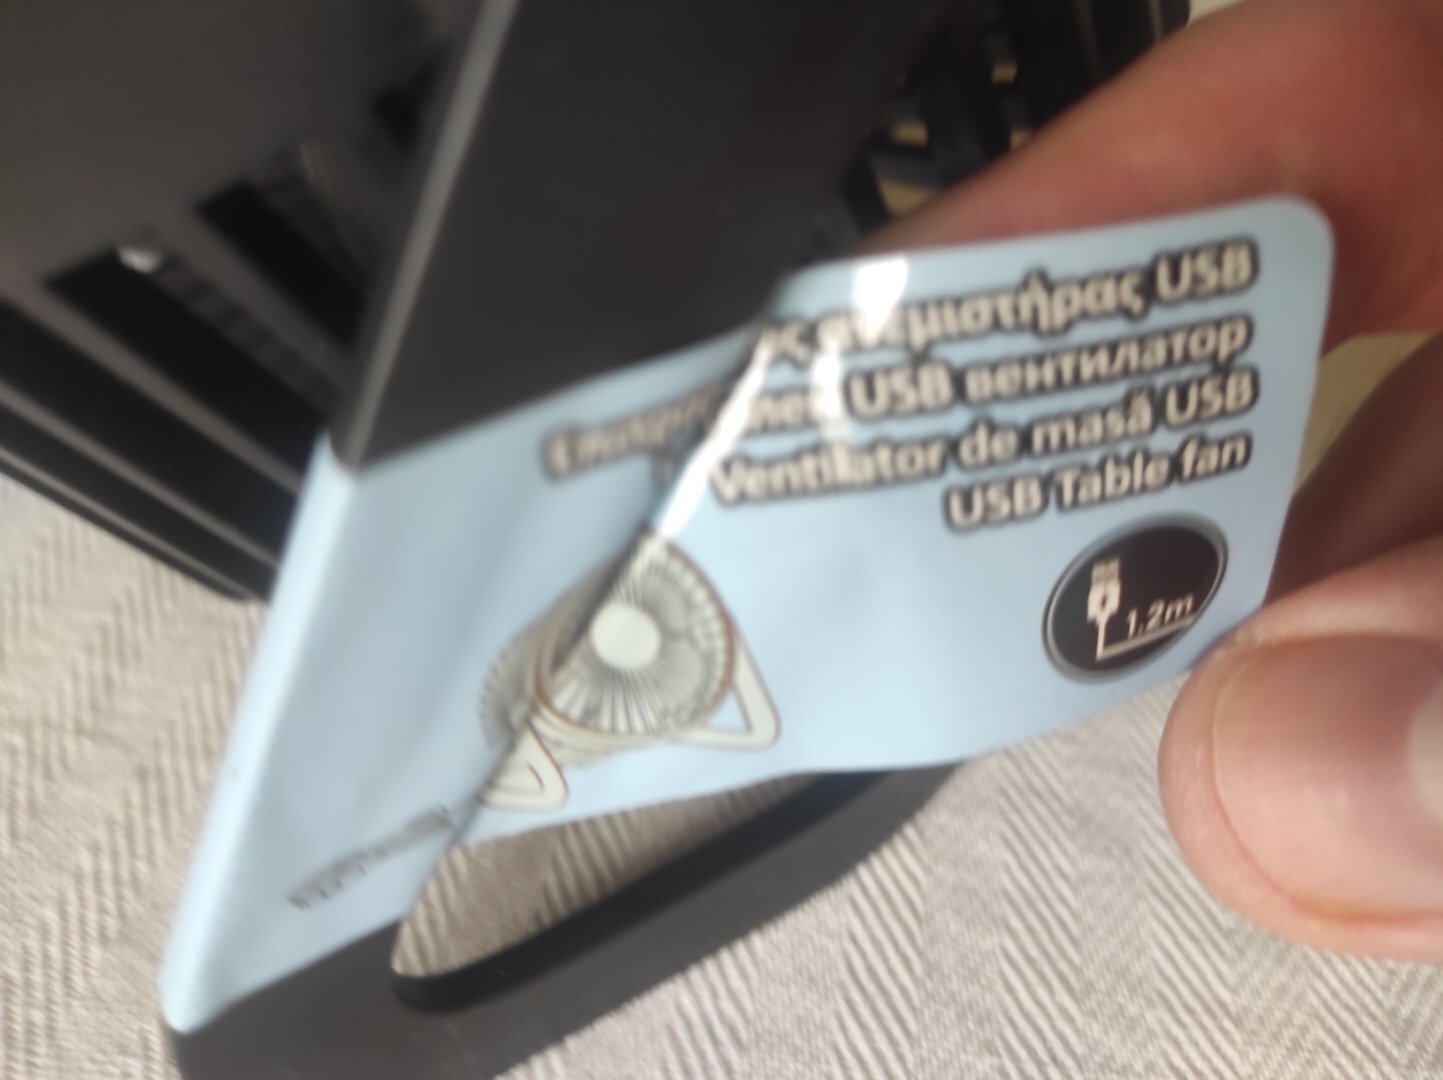 ανεμιστήρας USB
USB вентилатор
Ventilator de masă USB
USB Table fan
1.2m